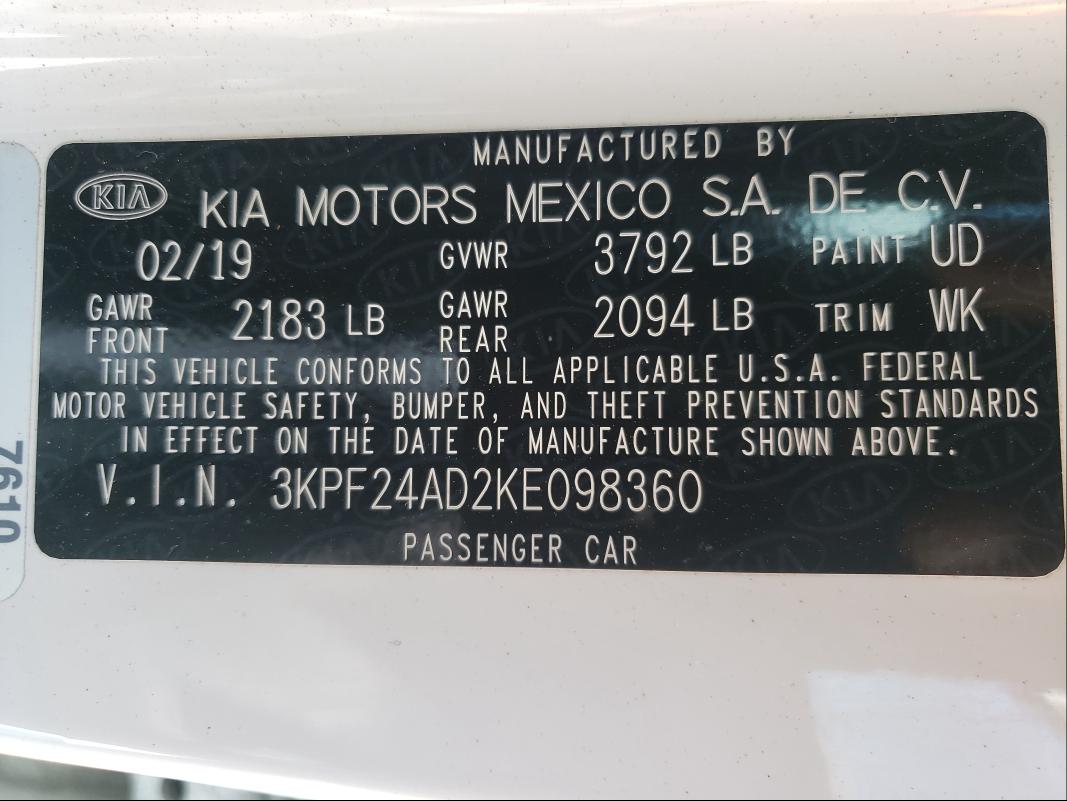 MANUFACTURED BY
KIA KIA MOTORS MEXICO S.A. DE C.V.
02/19 GVWR 3792 LB PAINT UD
GAWR FRONT 2183 LB GAWR REAR 2094 LB TRIM WK
THIS VEHICLE CONFORMS TO ALL APPLICABLE U.S.A. FEDERAL
MOTOR VEHICLE SAFETY, BUMPER, AND THEFT PREVENTION STANDARDS
IN EFFECT ON THE DATE OF MANUFACTURE SHOWN ABOVE.
V.I.N. 3KPF24AD2KE098360
PASSENGER CAR
7610